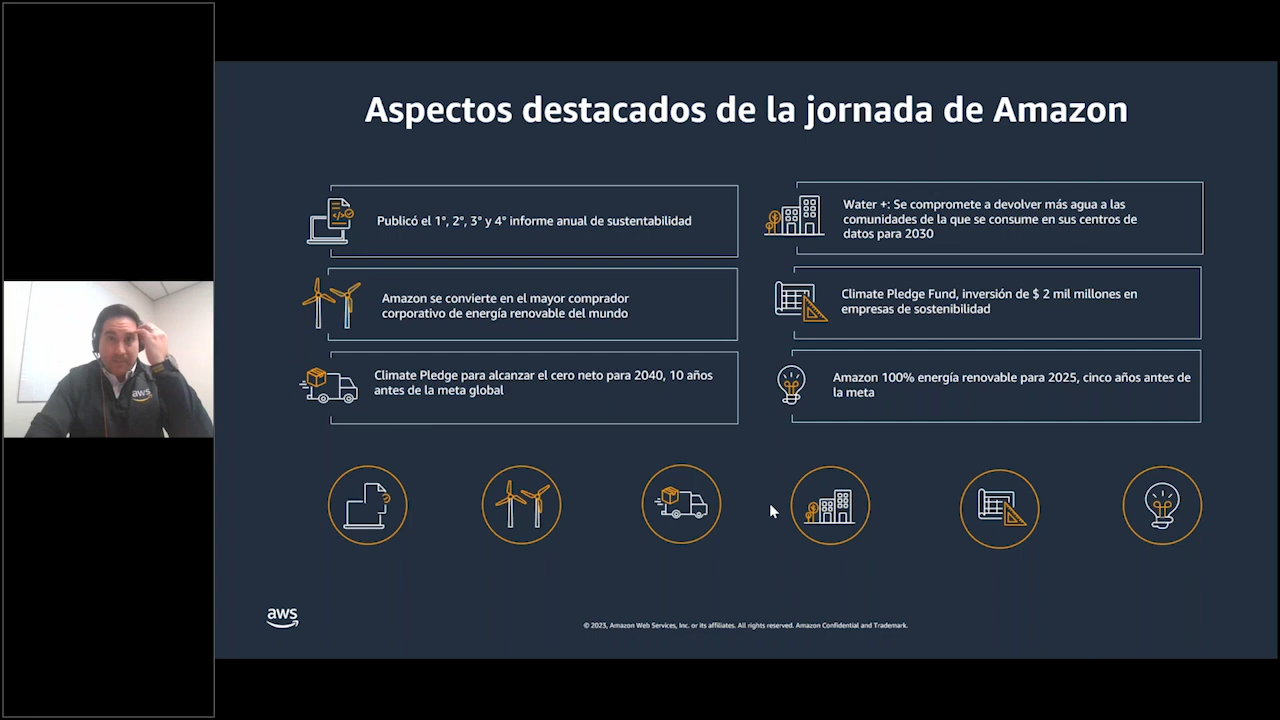 Aspectos destacados de la jornada de Amazon
Publicó el 1°, 2°, 3° y 4° informe anual de sustentabilidad
Amazon se convierte en el mayor comprador
corporativo de energía renovable del mundo
Climate Pledge para alcanzar el cero neto para 2040, 10 años
antes de la meta global
Water +: Se compromete a devolver más agua a las
comunidades de la que se consume en sus centros de
datos para 2030
Climate Pledge Fund, inversión de $ 2 mil millones en
empresas de sostenibilidad
Amazon 100% energía renovable para 2025, cinco años antes de
la meta
aws
aws
© 2023, Amazon Web Services, Inc. or its affiliates. All rights reserved. Amazon Confidential and Trademark.